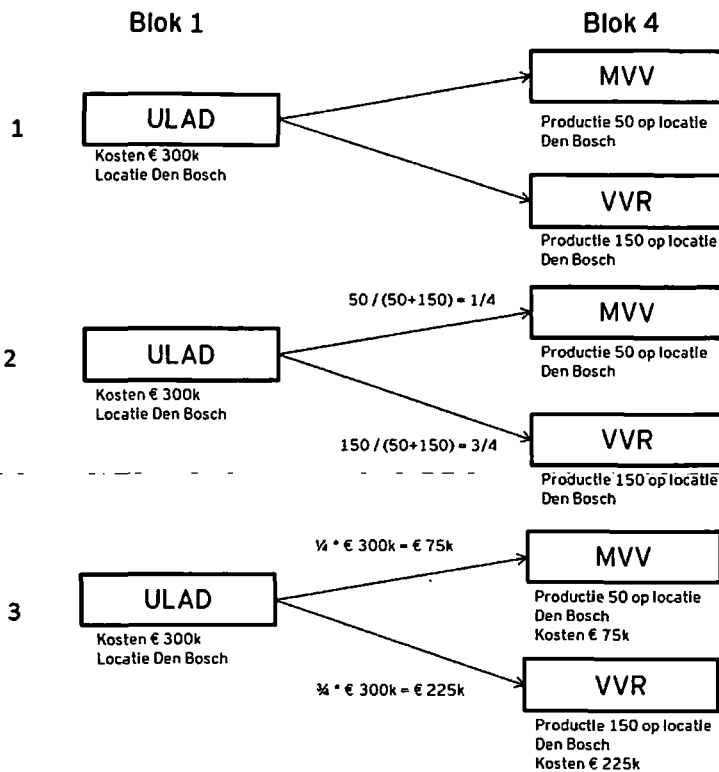 Blok 1
Blok 4
1
ULAD
Kosten € 300k
Locatie Den Bosch
MVV
Productie 50 op locatie
Den Bosch
VVR
Productie 150 op locatie
Den Bosch
2
ULAD
Kosten € 300k
Locatie Den Bosch
50 / (50+150) = 1/4
MVV
Productie 50 op locatie
Den Bosch
150 / (50+150) = 3/4
VVR
Productie 150 op locatie
Den Bosch
3
ULAD
Kosten € 300k
Locatie Den Bosch
¼ * € 300k = € 75k
MVV
Productie 50 op locatie
Den Bosch
Kosten € 75k
¾ * € 300k = € 225k
VVR
Productie 150 op locatie
Den Bosch
Kosten € 225k